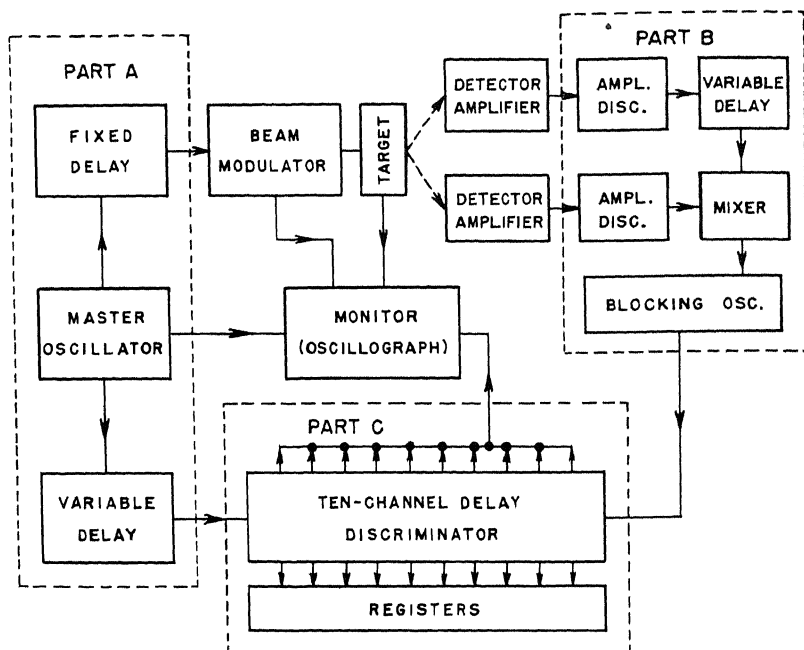 PART A
FIXED
DELAY
MASTER
OSCILLATOR
VARIABLE
DELAY
BEAM
MODULATOR
TARGET
MONITOR
(OSCILLOGRAPH)
DETECTOR
AMPLIFIER
DETECTOR
AMPLIFIER
PART B
AMPL.
DISC.
VARIABLE
DELAY
AMPL.
DISC.
MIXER
BLOCKING OSC.
PART C
TEN-CHANNEL DELAY
DISCRIMINATOR
REGISTERS